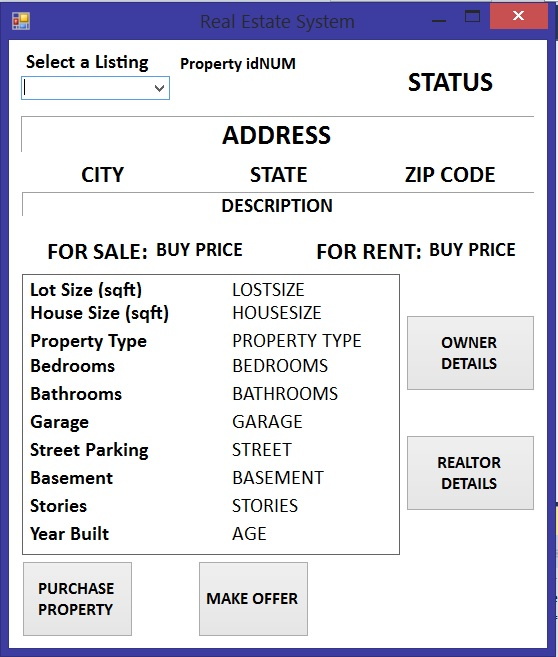 Real Estate System
Select a Listing
Property idNUM
STATUS
ADDRESS
CITY STATE ZIP CODE
DESCRIPTION
FOR SALE: BUY PRICE FOR RENT: BUY PRICE
Lot Size (sqft) LOSTSIZE
House Size (sqft) HOUSESIZE
Property Type PROPERTY TYPE
Bedrooms BEDROOMS
Bathrooms BATHROOMS
Garage GARAGE
Street Parking STREET
Basement BASEMENT
Stories STORIES
Year Built AGE
OWNER
DETAILS
REALTOR
DETAILS
PURCHASE
PROPERTY
MAKE OFFER